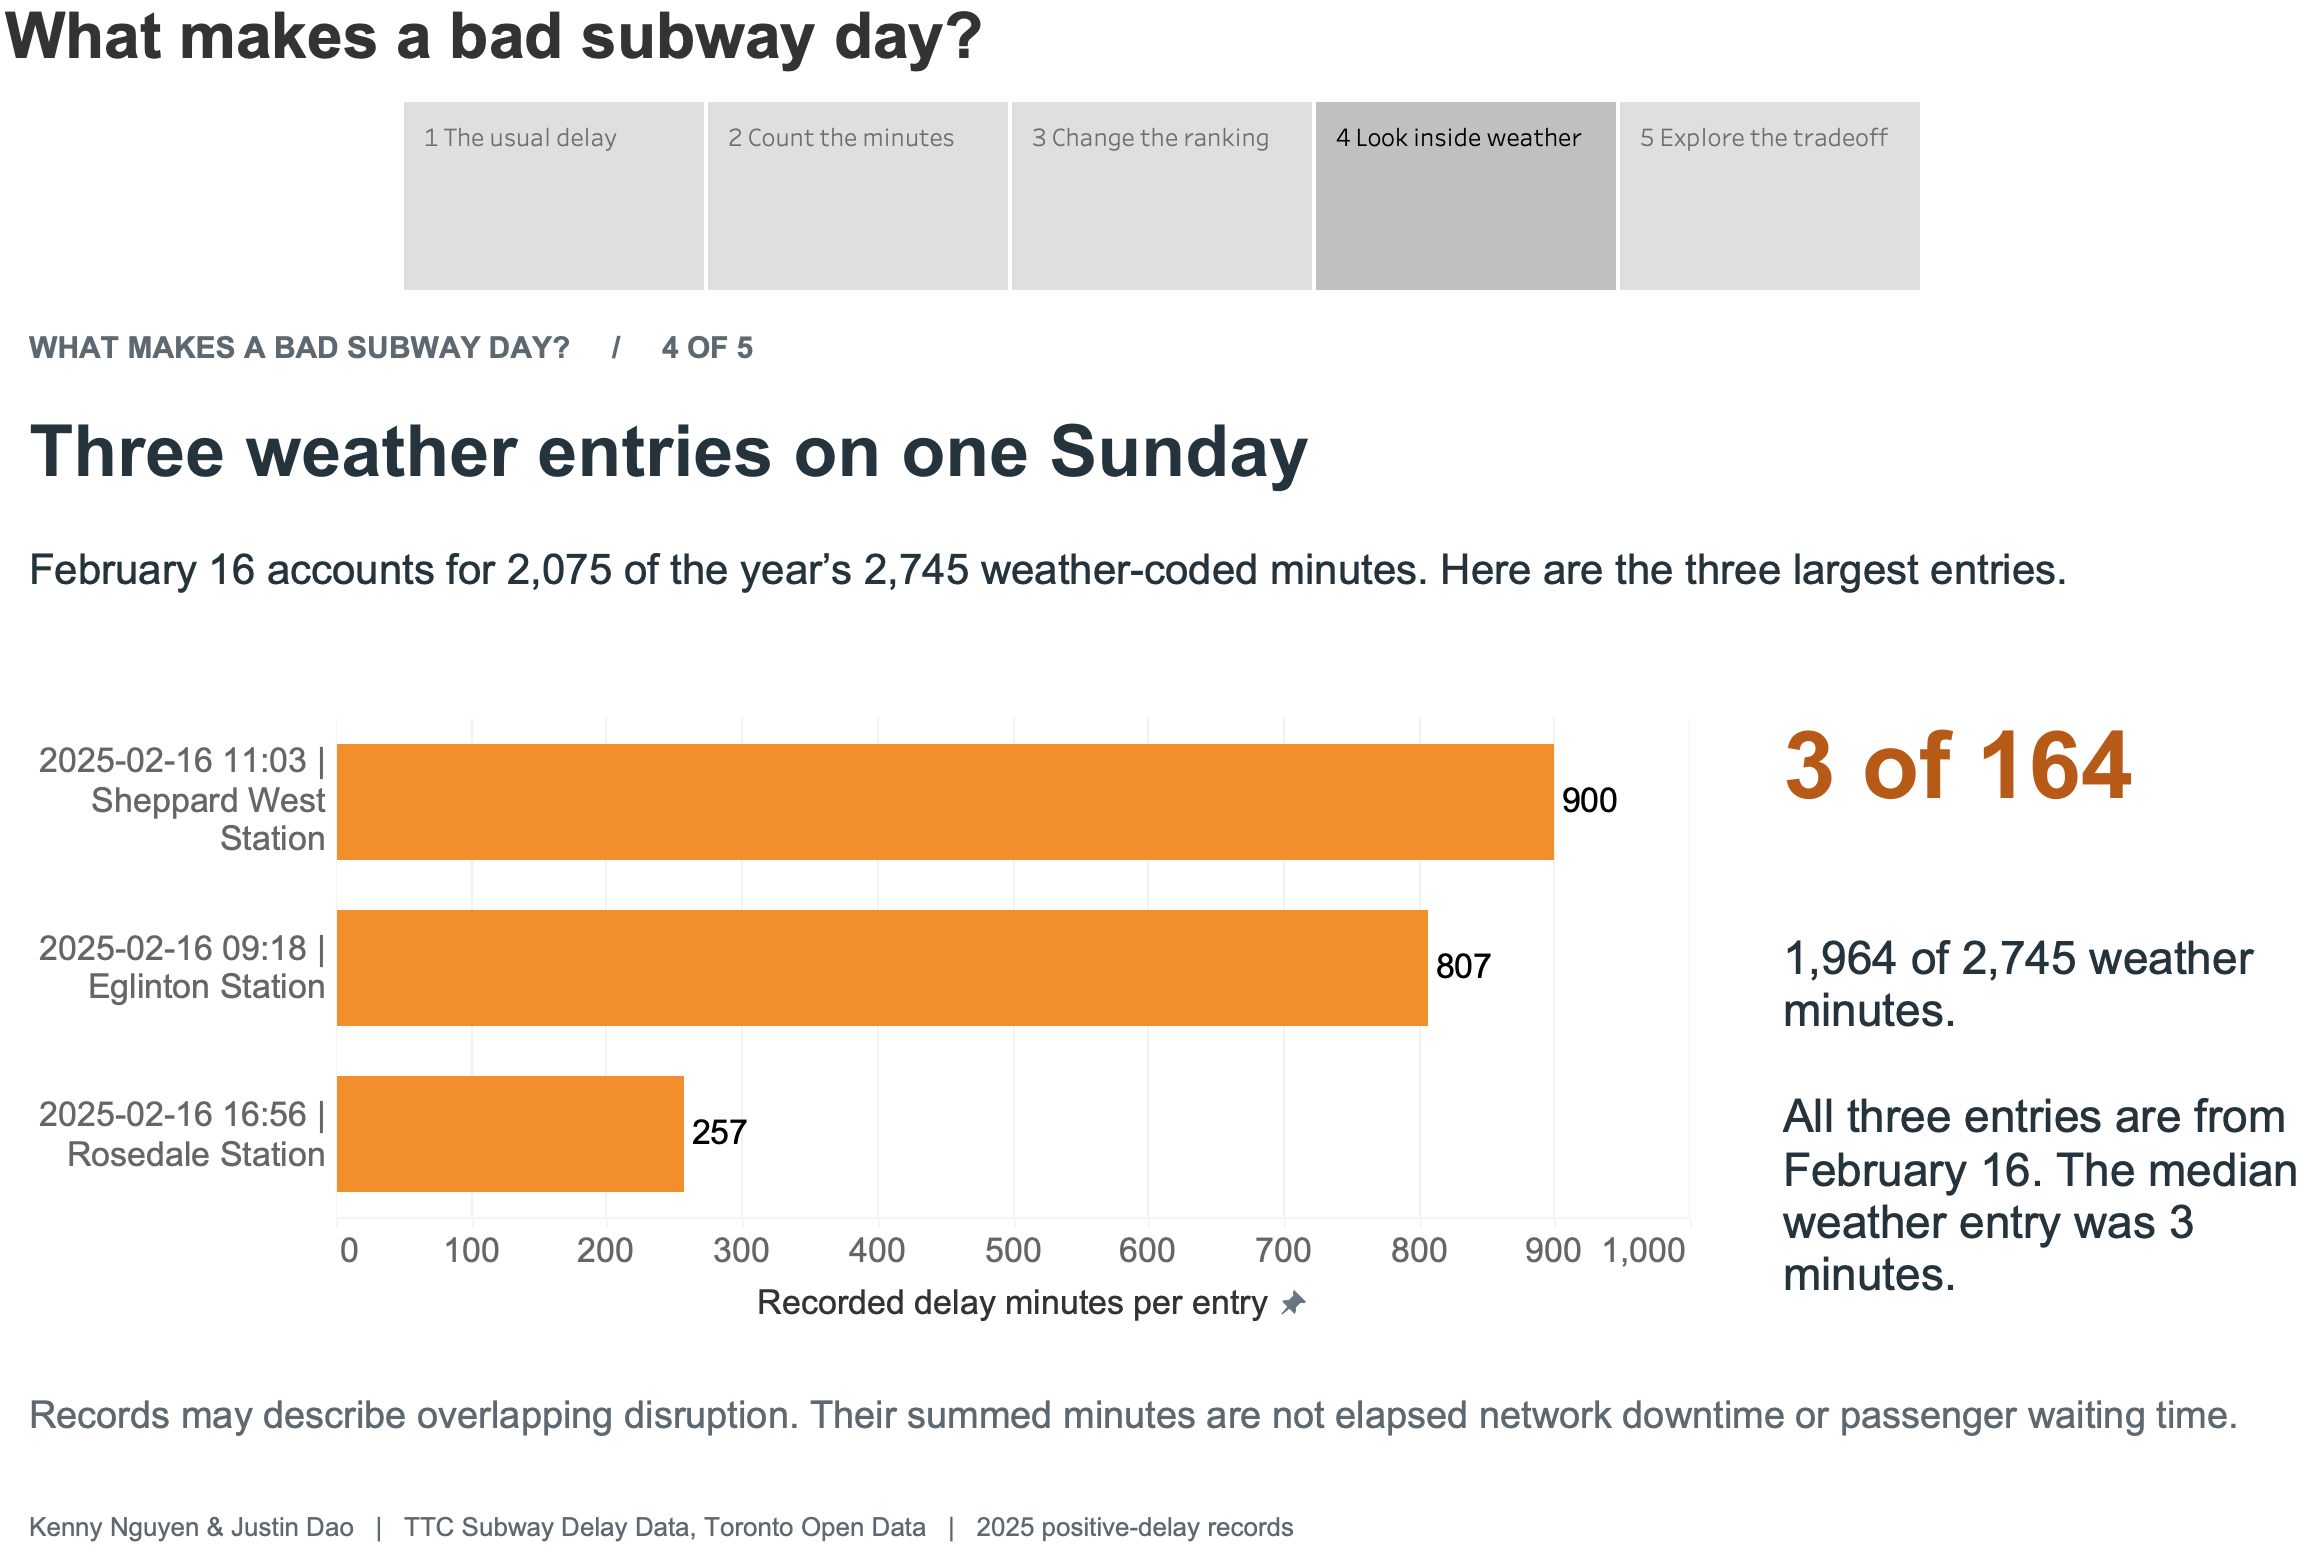 What makes a bad subway day?
1 The usual delay
2 Count the minutes
3 Change the ranking
4 Look inside weather
5 Explore the tradeoff
WHAT MAKES A BAD SUBWAY DAY? / 4 OF 5
Three weather entries on one Sunday
February 16 accounts for 2,075 of the year’s 2,745 weather-coded minutes. Here are the three largest entries.
2025-02-16 11:03 |
Sheppard West
Station
900
2025-02-16 09:18 |
Eglinton Station
807
2025-02-16 16:56 |
Rosedale Station
257
0 100 200 300 400 500 600 700 800 900 1,000
Recorded delay minutes per entry
3 of 164
1,964 of 2,745 weather
minutes.
All three entries are from
February 16. The median
weather entry was 3
minutes.
Records may describe overlapping disruption. Their summed minutes are not elapsed network downtime or passenger waiting time.
Kenny Nguyen & Justin Dao | TTC Subway Delay Data, Toronto Open Data | 2025 positive-delay records